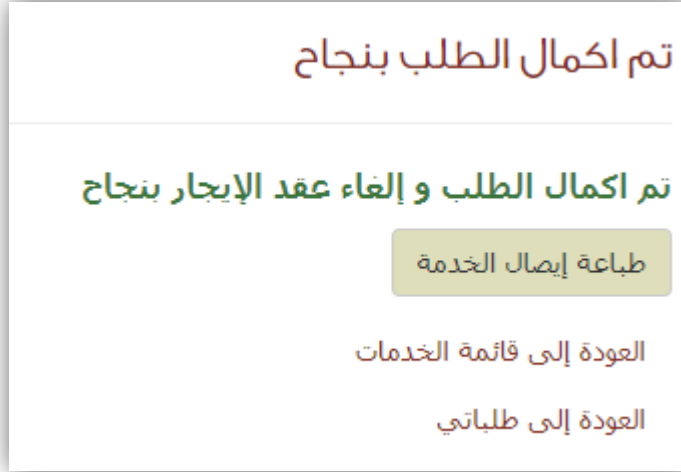 تم اكمال الطلب بنجاح
تم اكمال الطلب و إلغاء عقد الإيجار بنجاح
طباعة إيصال الخدمة
العودة إلى قائمة الخدمات
العودة إلى طلباتي